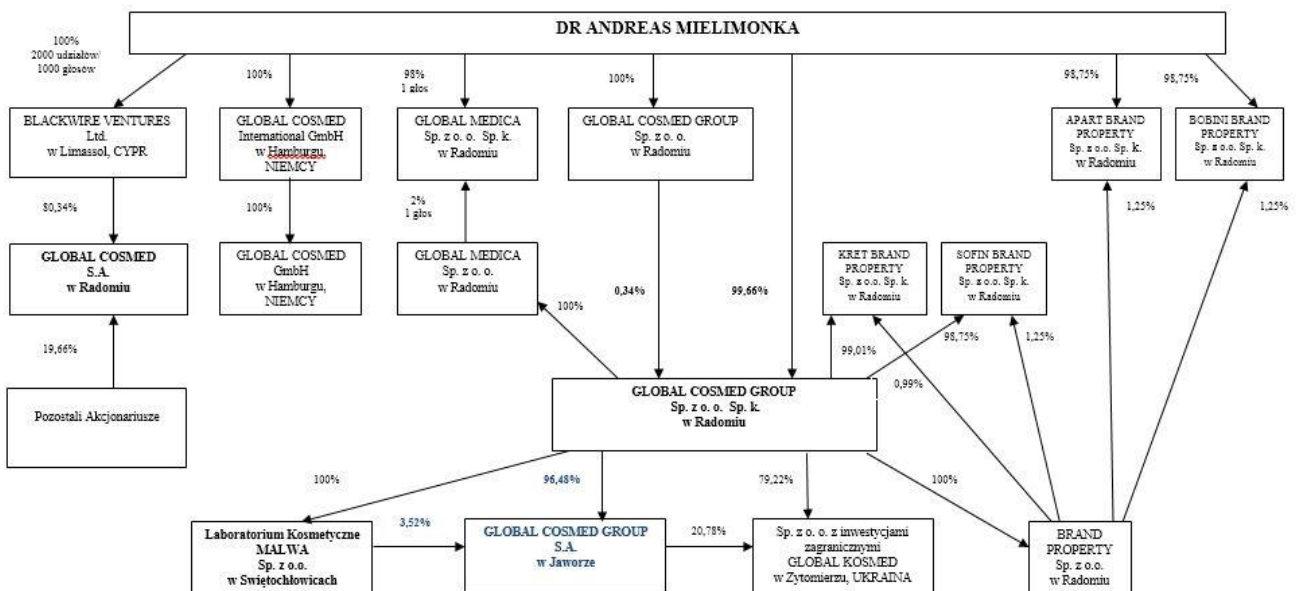 DR ANDREAS MIELIMONKA
100%
2000 udziałów/
1000 głosów
100%
98%
1 głos
100%
98,75%
98,75%
BLACKWIRE VENTURES
Ltd.
w Limassol, CYPR
GLOBAL COSMED
International GmbH
w Hamburgu,
NIEMCY
GLOBAL MEDICA
Sp. z o. o. Sp. k.
w Radomiu
GLOBAL COSMED GROUP
Sp. z o. o.
w Radomiu
APART BRAND
PROPERTY
Sp. z o.o. Sp. k.
w Radomiu
BOBINI BRAND
PROPERTY
Sp. z o.o. Sp. k.
w Radomiu
80,34%
100%
2%
1 głos
1,25%
1,25%
GLOBAL COSMED
S.A.
w Radomiu
GLOBAL COSMED
GmbH
w Hamburgu,
NIEMCY
GLOBAL MEDICA
Sp. z o. o.
w Radomiu
0,34%
99,66%
KRET BRAND
PROPERTY
Sp. z o.o. Sp. k.
w Radomiu
SOFIN BRAND
PROPERTY
Sp. z o.o. Sp. k.
w Radomiu
100%
19,66%
99,01%
98,75%
1,25%
0,99%
Pozostali Akcjonariusze
GLOBAL COSMED GROUP
Sp. z o. o. Sp. k.
w Radomiu
100%
96,48%
79,22%
100%
3,52%
20,78%
Laboratorium Kosmetyczne
MALWA
Sp. z o.o.
w Świętochłowicach
GLOBAL COSMED GROUP
S.A.
w Jaworze
Sp. z o. o. z inwestycjami
zagranicznymi
GLOBAL KOSMED
w Żytomierzu, UKRAINA
BRAND
PROPERTY
Sp. z o.o.
w Radomiu